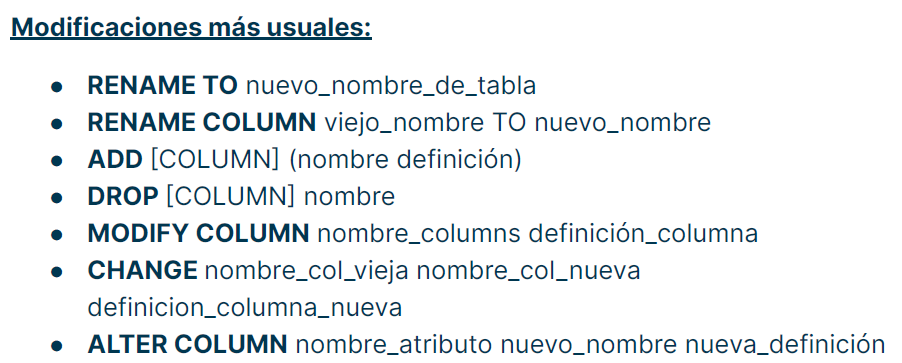 Modificaciones más usuales:
● RENAME TO nuevo_nombre_de_tabla
● RENAME COLUMN viejo_nombre TO nuevo_nombre
● ADD [COLUMN] (nombre definición)
● DROP [COLUMN] nombre
● MODIFY COLUMN nombre_columns definición_columna
● CHANGE nombre_col_vieja nombre_col_nueva
definicion_columna_nueva
● ALTER COLUMN nombre_atributo nuevo_nombre nueva_definición